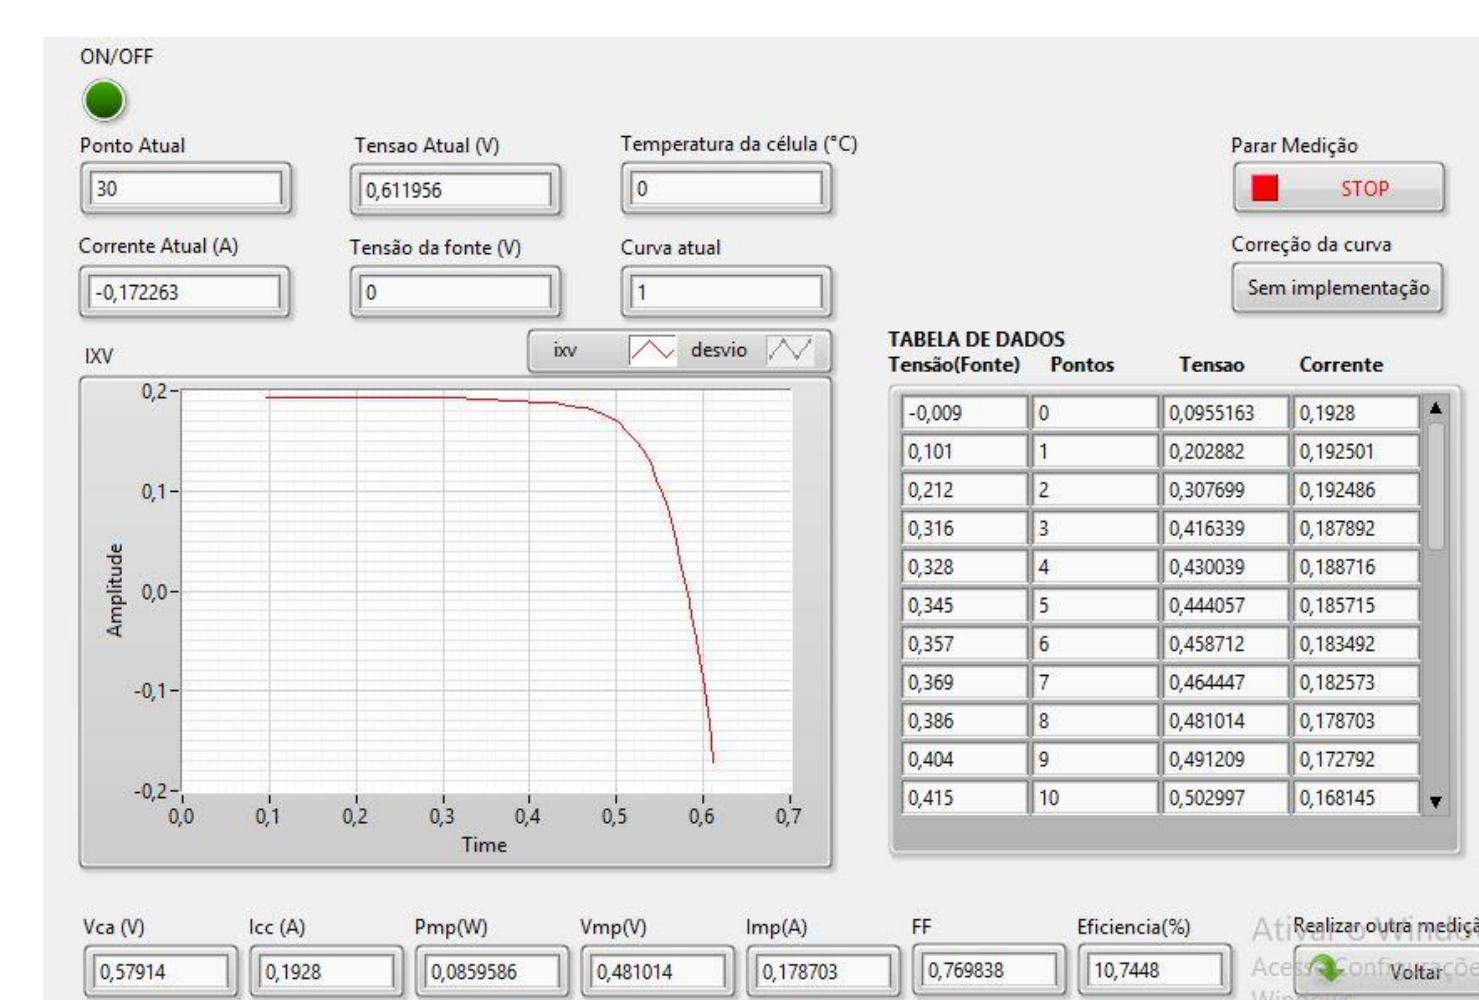 ON/OFF
Ponto Atual
30
Tensao Atual (V)
0,611956
Temperatura da célula (°C)
0
Parar Medição
STOP
Corrente Atual (A)
-0,172263
Tensão da fonte (V)
0
Curva atual
1
Correção da curva
Sem implementação
IXV
ixv desvio
0,2
0,1
0,0
-0,1
-0,2
Amplitude
0,0 0,1 0,2 0,3 0,4 0,5 0,6 0,7
Time
TABELA DE DADOS
Tensão(Fonte) Pontos Tensao Corrente
-0,009 0 0,0955163 0,1928
0,101 1 0,202882 0,192501
0,212 2 0,307699 0,192486
0,316 3 0,416339 0,187892
0,328 4 0,430039 0,188716
0,345 5 0,444057 0,185715
0,357 6 0,458712 0,183492
0,369 7 0,464447 0,182573
0,386 8 0,481014 0,178703
0,404 9 0,491209 0,172792
0,415 10 0,502997 0,168145
Vca (V)
0,57914
Icc (A)
0,1928
Pmp(W)
0,0859586
Vmp(V)
0,481014
Imp(A)
0,178703
FF
0,769838
Eficiencia(%)
10,7448
Realizar outra mediçã
Voltar